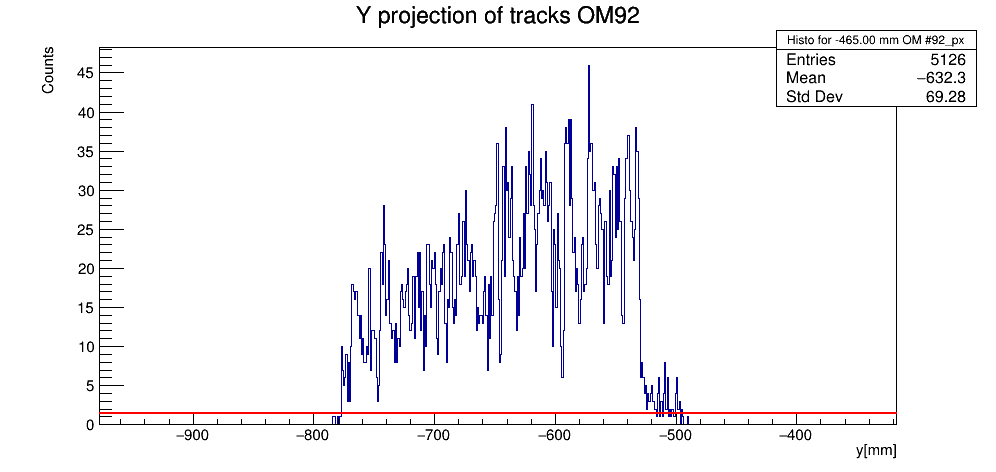 Y projection of tracks OM92
Histo for -465.00 mm OM #92_px
Entries 5126
Mean −632.3
Std Dev 69.28
Counts
45
40
35
30
25
20
15
10
5
0
−900 −800 −700 −600 −500 −400
y[mm]